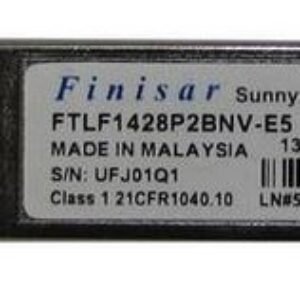 Finisar Sunny
FTLF1428P2BNV-E5
MADE IN MALAYSIA 13
S/N: UFJ01Q1
Class 1 21CFR1040.10 LN#5